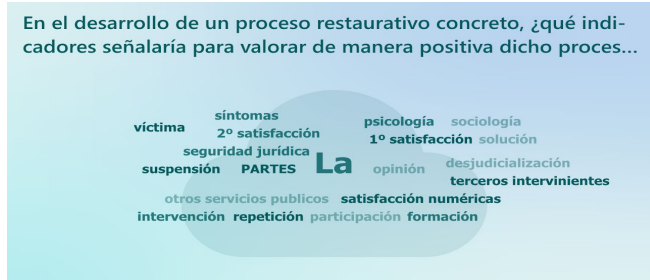 En el desarrollo de un proceso restaurativo concreto, ¿qué indi-
cadores señalaría para valorar de manera positiva dicho proces...
síntomas psicología sociología
víctima 2º satisfacción 1º satisfacción solución
seguridad jurídica La desjudicialización
suspensión PARTES opinión terceros intervinientes
otros servicios publicos satisfacción numéricas
intervención repetición participación formación